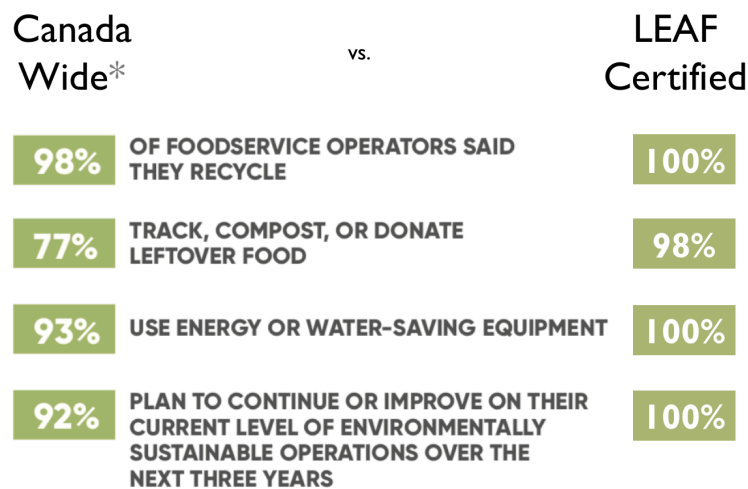 Canada
Wide*
vs.
LEAF
Certified
98%
OF FOODSERVICE OPERATORS SAID
THEY RECYCLE
100%
77%
TRACK, COMPOST, OR DONATE
LEFTOVER FOOD
98%
93%
USE ENERGY OR WATER-SAVING EQUIPMENT
100%
92%
PLAN TO CONTINUE OR IMPROVE ON THEIR
CURRENT LEVEL OF ENVIRONMENTALLY
SUSTAINABLE OPERATIONS OVER THE
NEXT THREE YEARS
100%